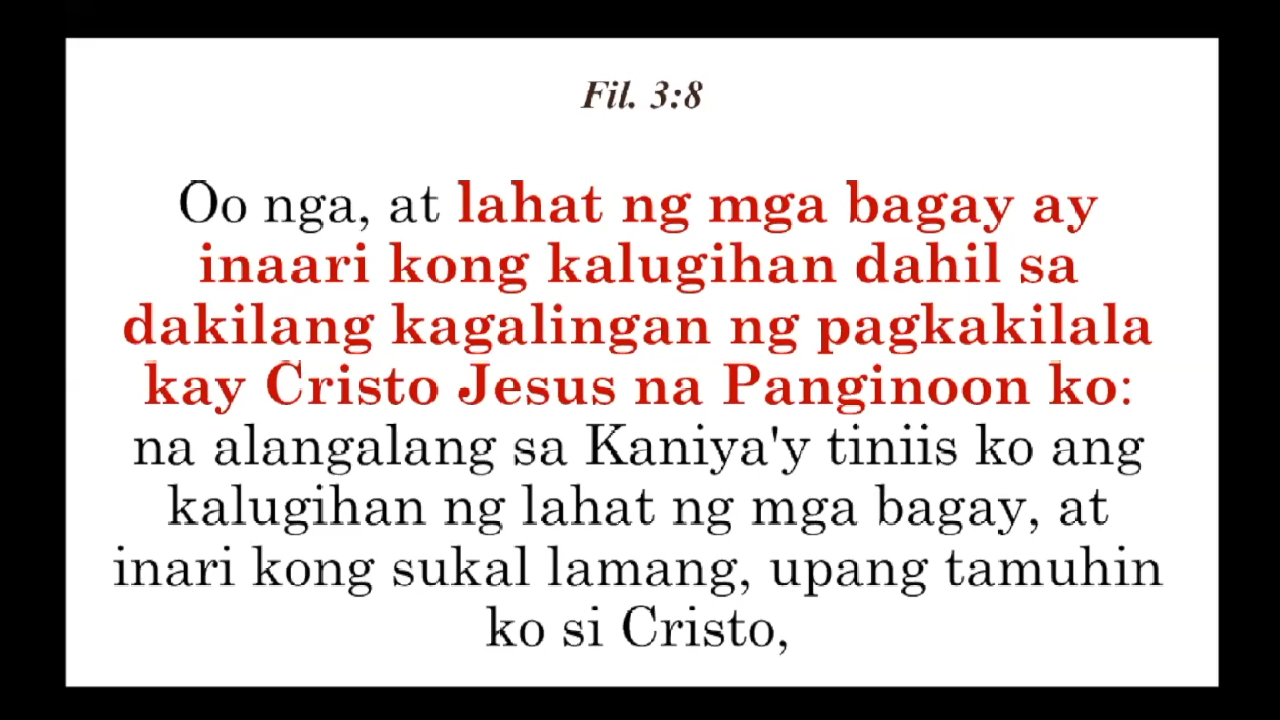 Fil. 3:8
Oo nga, at lahat ng mga bagay ay
inaari kong kalugihan dahil sa
dakilang kagalingan ng pagkakilala
kay Cristo Jesus na Panginoon ko:
na alangalang sa Kaniya'y tiniis ko ang
kalugihan ng lahat ng mga bagay, at
inari kong sukal lamang, upang tamuhin
ko si Cristo,